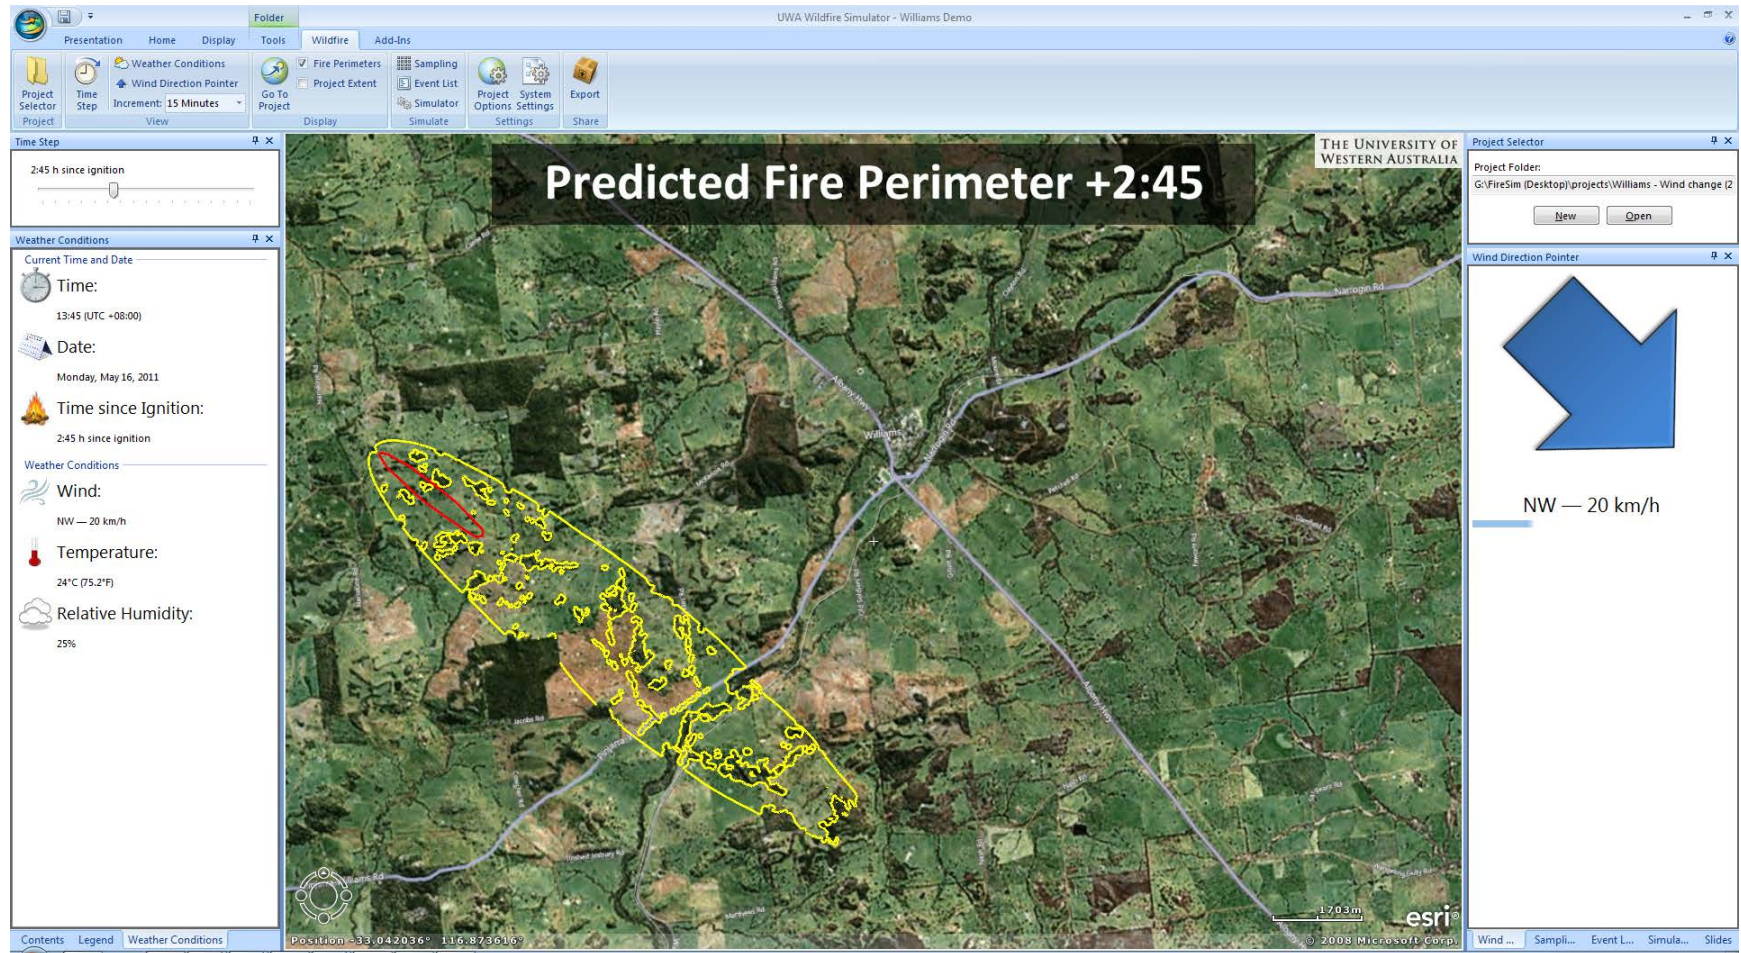 Folder
UWA Wildfire Simulator - Williams Demo
Presentation Home Display Tools Wildfire Add-Ins
Project Selector
Time Step
Weather Conditions
Wind Direction Pointer
Increment: 15 Minutes
Go To Project
Fire Perimeters
Project Extent
Sampling
Event List
Simulator
Project Options
System Settings
Export
Project View Display Simulate Settings Share
Time Step
2:45 h since ignition
Weather Conditions
Current Time and Date
Time:
13:45 (UTC +08:00)
Date:
Monday, May 16, 2011
Time since Ignition:
2:45 h since ignition
Weather Conditions
Wind:
NW — 20 km/h
Temperature:
24°C (75.2°F)
Relative Humidity:
25%
Contents Legend Weather Conditions
Predicted Fire Perimeter +2:45
THE UNIVERSITY OF
WESTERN AUSTRALIA
Narrogin Rd
Albany Hwy
Williams
Narrogin Rd
Albany Hwy
Williams Rd
1703m
esri
Position -33.042036° 116.873616°
© 2008 Microsoft Corp.
Project Selector
Project Folder:
G:\FireSim (Desktop)\projects\Williams - Wind change (2
New Open
Wind Direction Pointer
NW — 20 km/h
Wind ... Sampli... Event L... Simula... Slides